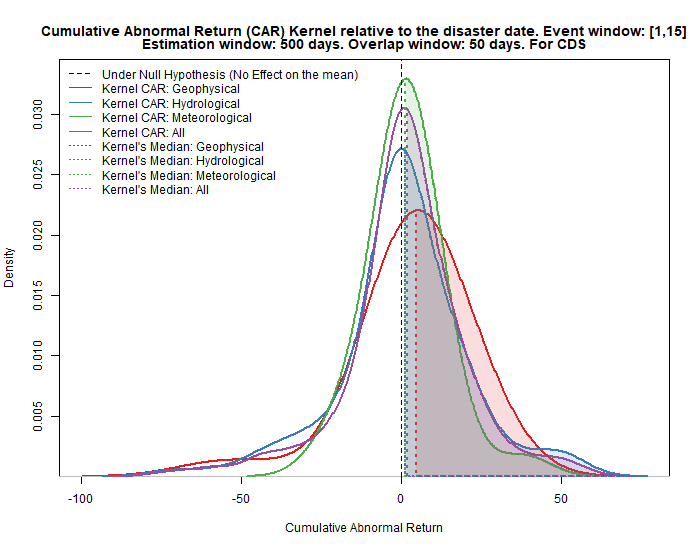 Cumulative Abnormal Return (CAR) Kernel relative to the disaster date. Event window: [1,15]
Estimation window: 500 days. Overlap window: 50 days. For CDS
Under Null Hypothesis (No Effect on the mean)
Kernel CAR: Geophysical
Kernel CAR: Hydrological
Kernel CAR: Meteorological
Kernel CAR: All
Kernel's Median: Geophysical
Kernel's Median: Hydrological
Kernel's Median: Meteorological
Kernel's Median: All
Density
0.030
0.025
0.020
0.015
0.010
0.005
-100
-50
0
50
Cumulative Abnormal Return